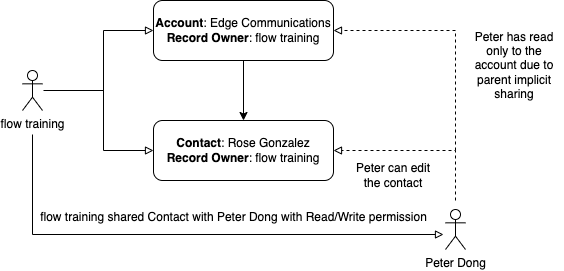 Account: Edge Communications
Record Owner: flow training
Peter has read
only to the
account due to
parent implicit
sharing
flow training
Contact: Rose Gonzalez
Record Owner: flow training
Peter can edit
the contact
flow training shared Contact with Peter Dong with Read/Write permission
Peter Dong